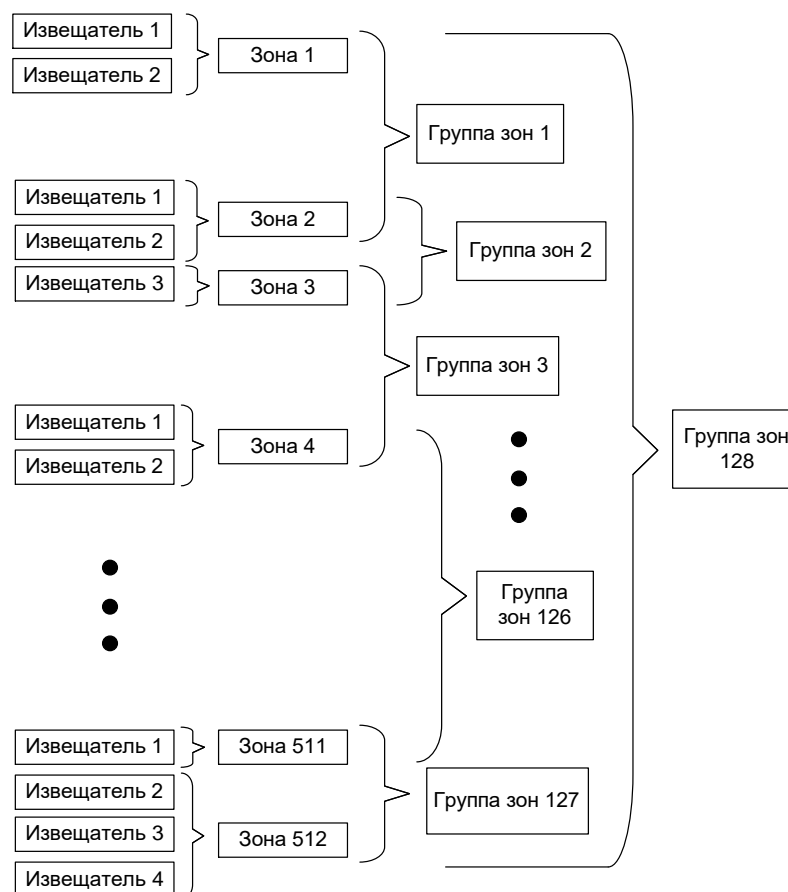 Извещатель 1
Извещатель 2
Зона 1
Группа зон 1
Извещатель 1
Извещатель 2
Зона 2
Группа зон 2
Извещатель 3
Зона 3
Группа зон 3
Извещатель 1
Извещатель 2
Зона 4
Группа зон
128
Группа
зон 126
Извещатель 1
Зона 511
Извещатель 2
Извещатель 3
Извещатель 4
Зона 512
Группа зон 127